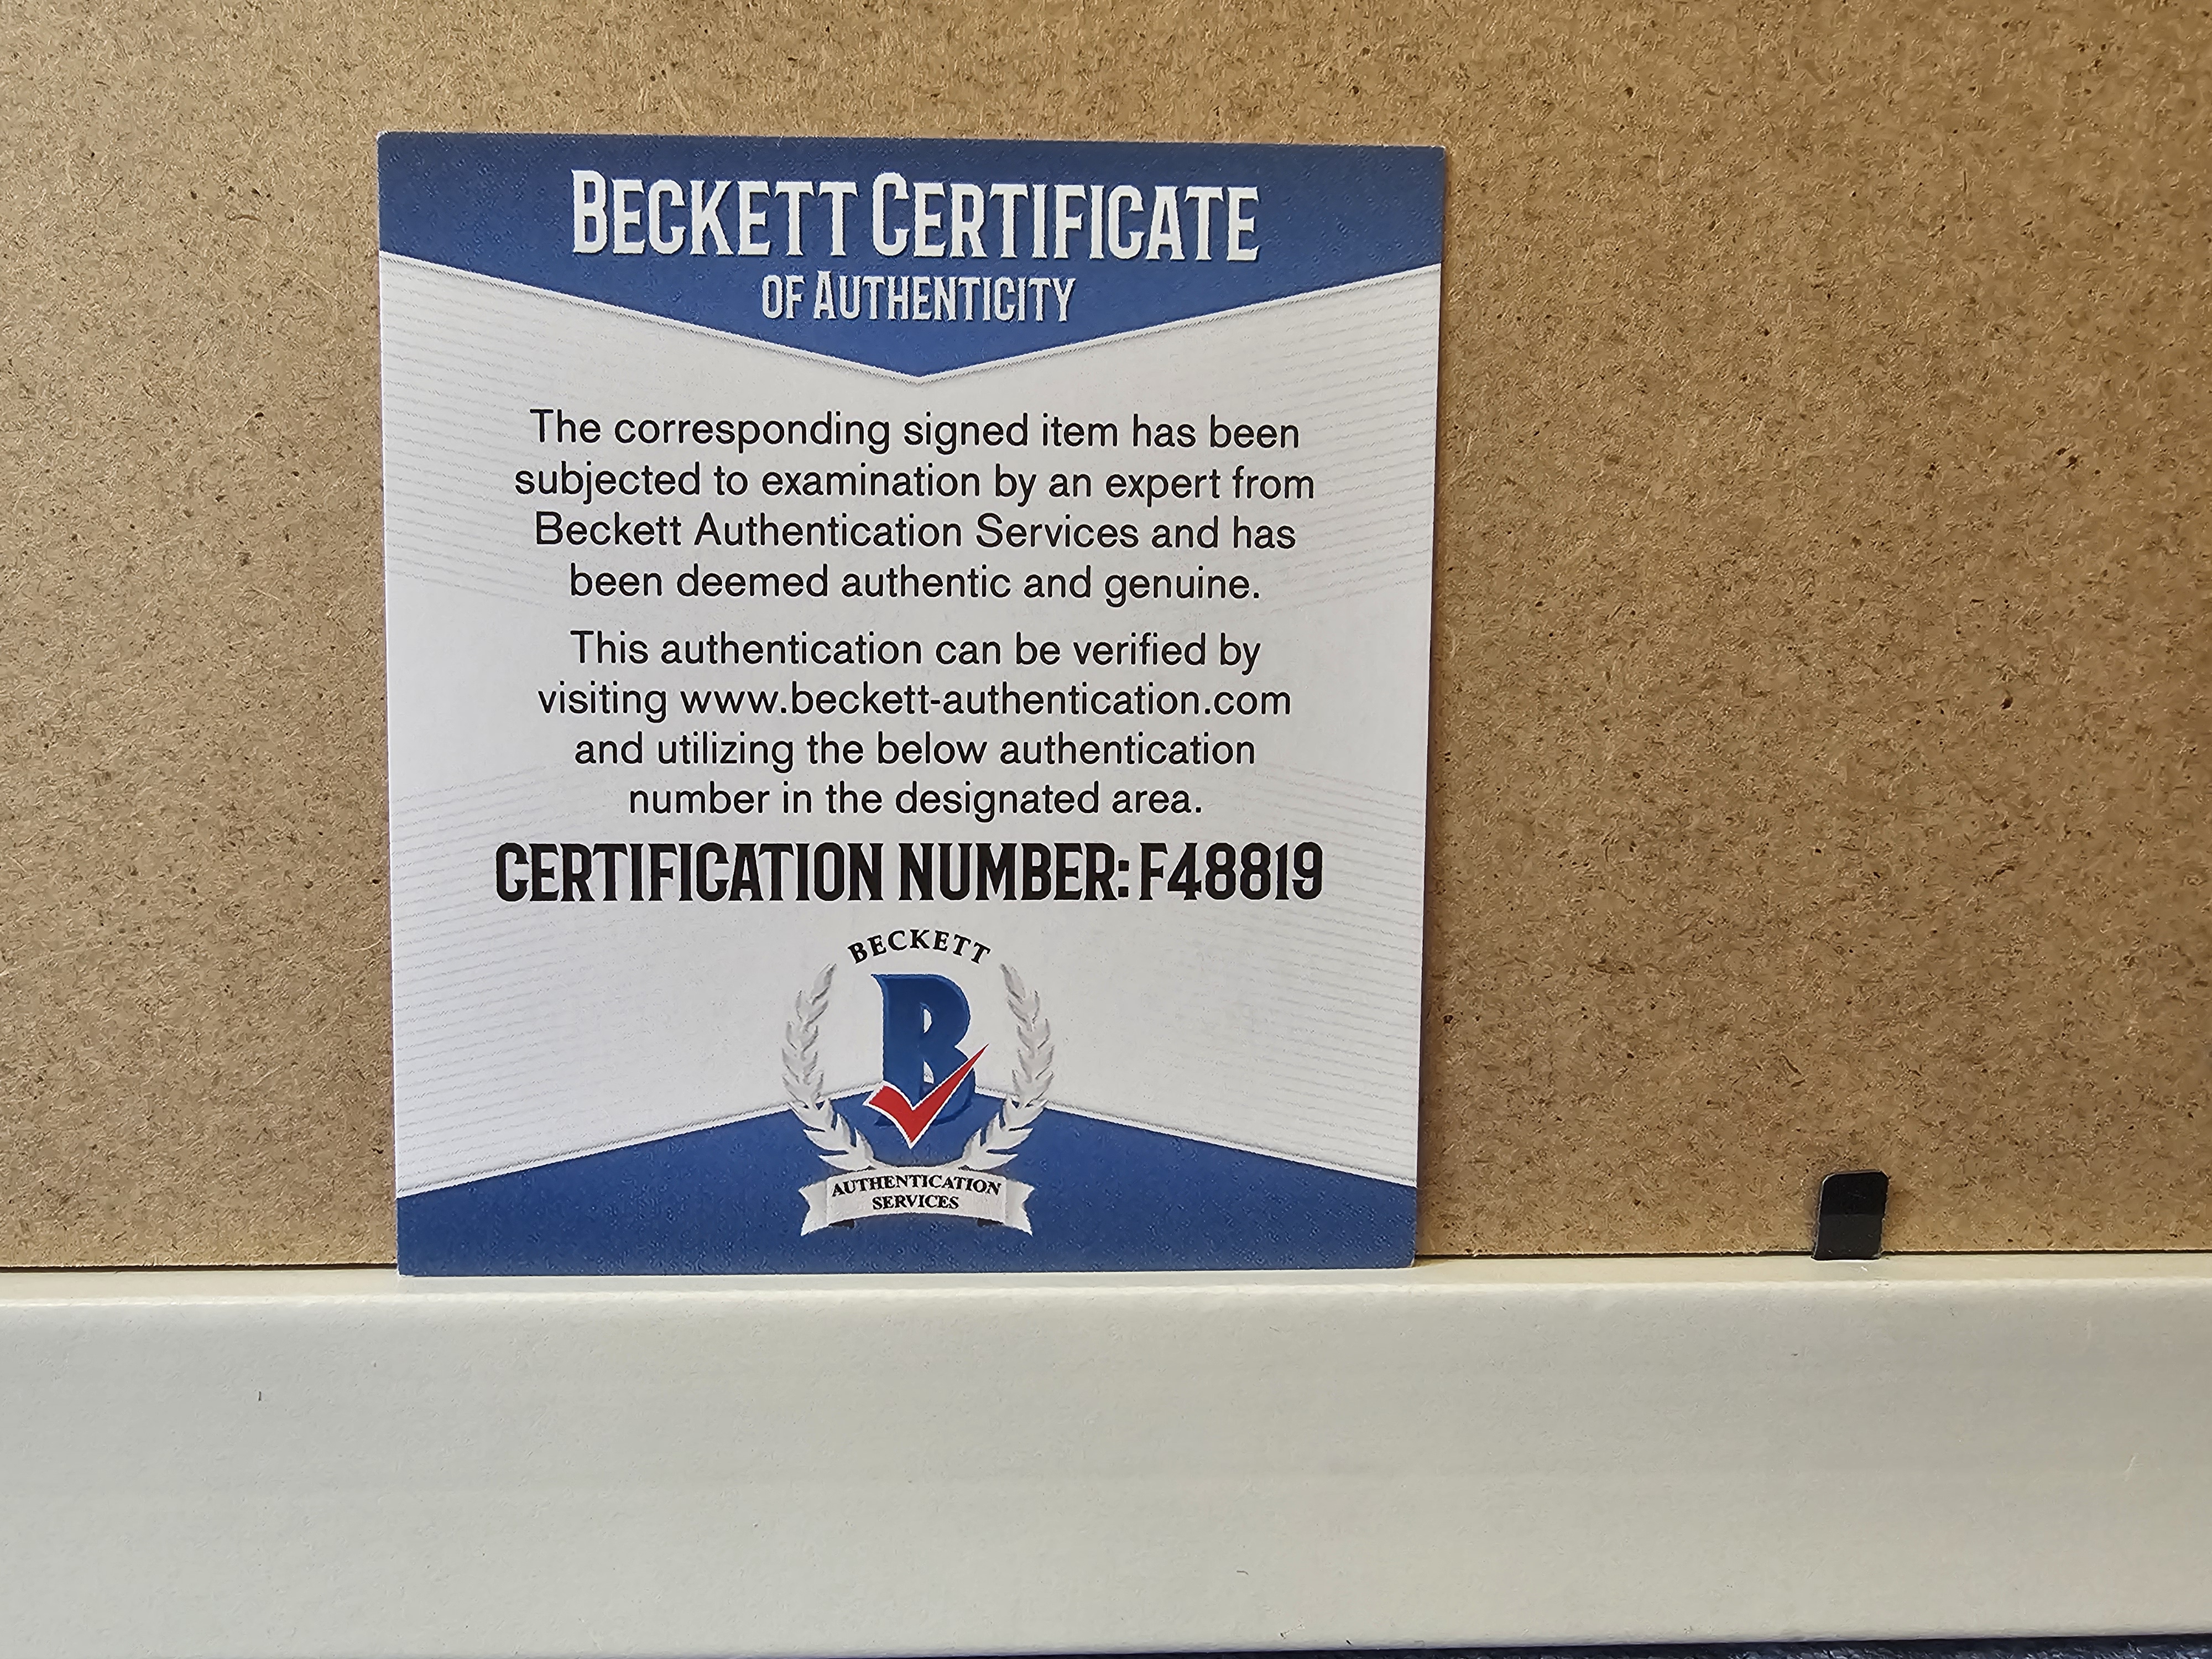 BECKETT CERTIFICATE
OF AUTHENTICITY
The corresponding signed item has been
subjected to examination by an expert from
Beckett Authentication Services and has
been deemed authentic and genuine.
This authentication can be verified by
visiting www.beckett-authentication.com
and utilizing the below authentication
number in the designated area.
CERTIFICATION NUMBER: F48819
BECKETT
B
AUTHENTICATION
SERVICES